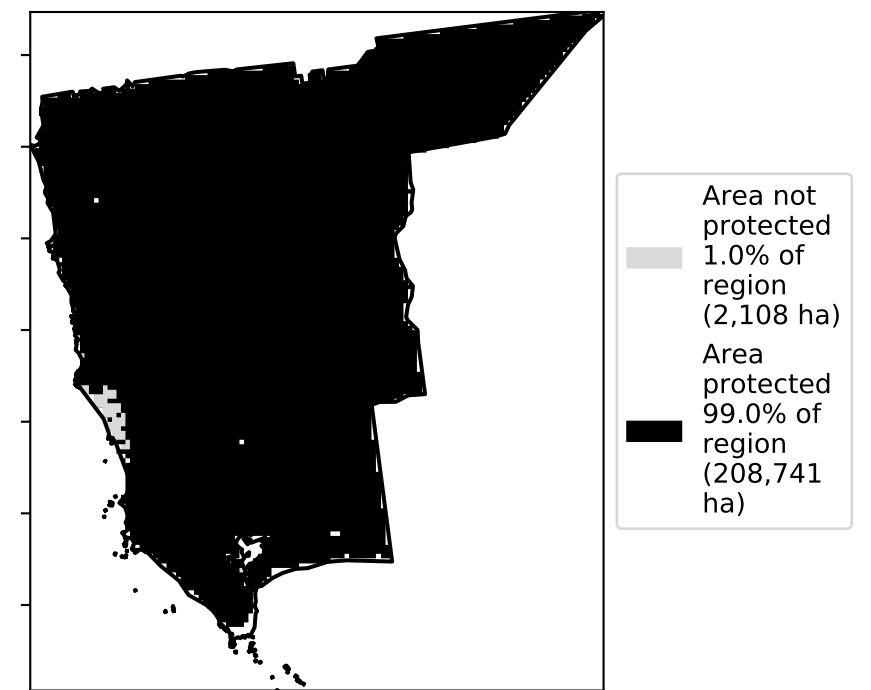 Area not
protected
1.0% of
region
(2,108 ha)
Area
protected
99.0% of
region
(208,741
ha)